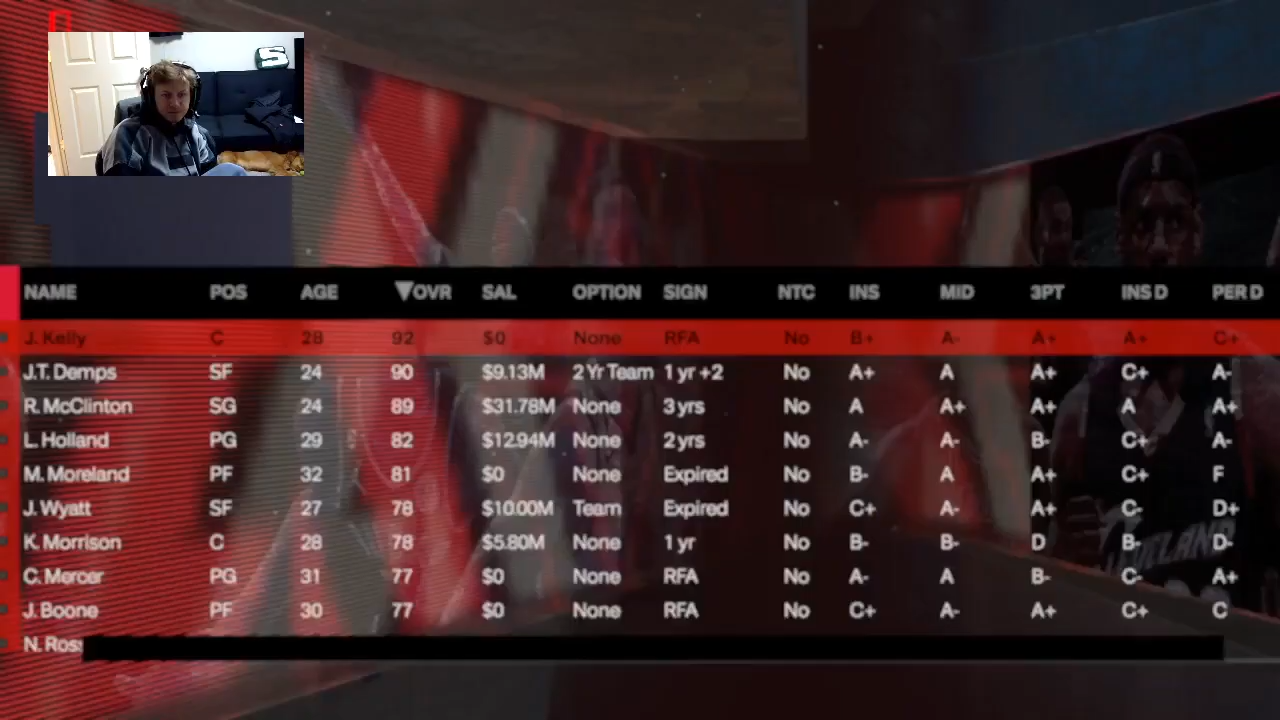 S
NAME POS AGE ▼OVR SAL OPTION SIGN NTC INS MID 3PT INS D PER D
J. Kelly C 28 92 $0 None RFA No B+ A- A+ A+ C+
J.T. Demps SF 24 90 $9.13M 2 Yr Team 1 yr +2 No A+ A A+ C+ A-
R. McClinton SG 24 89 $31.78M None 3 yrs No A A+ A+ A A+
L. Holland PG 29 82 $12.94M None 2 yrs No A- A- B- C+ A-
M. Moreland PF 32 81 $0 None Expired No B- A A+ C+ F
J. Wyatt SF 27 78 $10.00M Team Expired No C+ A- A+ C- D+
K. Morrison C 28 78 $5.80M None 1 yr No B- B- D B- D-
C. Mercer PG 31 77 $0 None RFA No A- A B- C- A+
J. Boone PF 30 77 $0 None RFA No C+ A- A+ C+ C
N. Ros